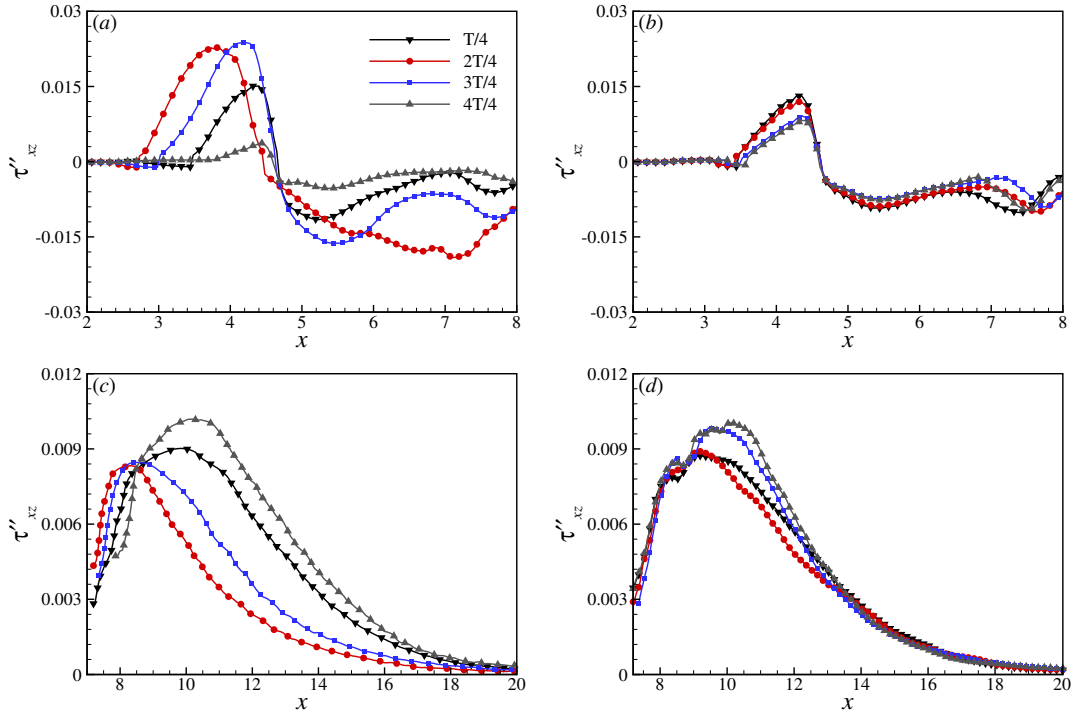 (a)
T/4
2T/4
3T/4
4T/4
0.03
0.015
0
-0.015
-0.03
τ″xz
2 3 4 5 6 7 8
x
(b)
0.03
0.015
0
-0.015
-0.03
τ″xz
2 3 4 5 6 7 8
x
(c)
0.012
0.009
0.006
0.003
0
τ″xz
8 10 12 14 16 18 20
x
(d)
0.012
0.009
0.006
0.003
0
τ″xz
8 10 12 14 16 18 20
x